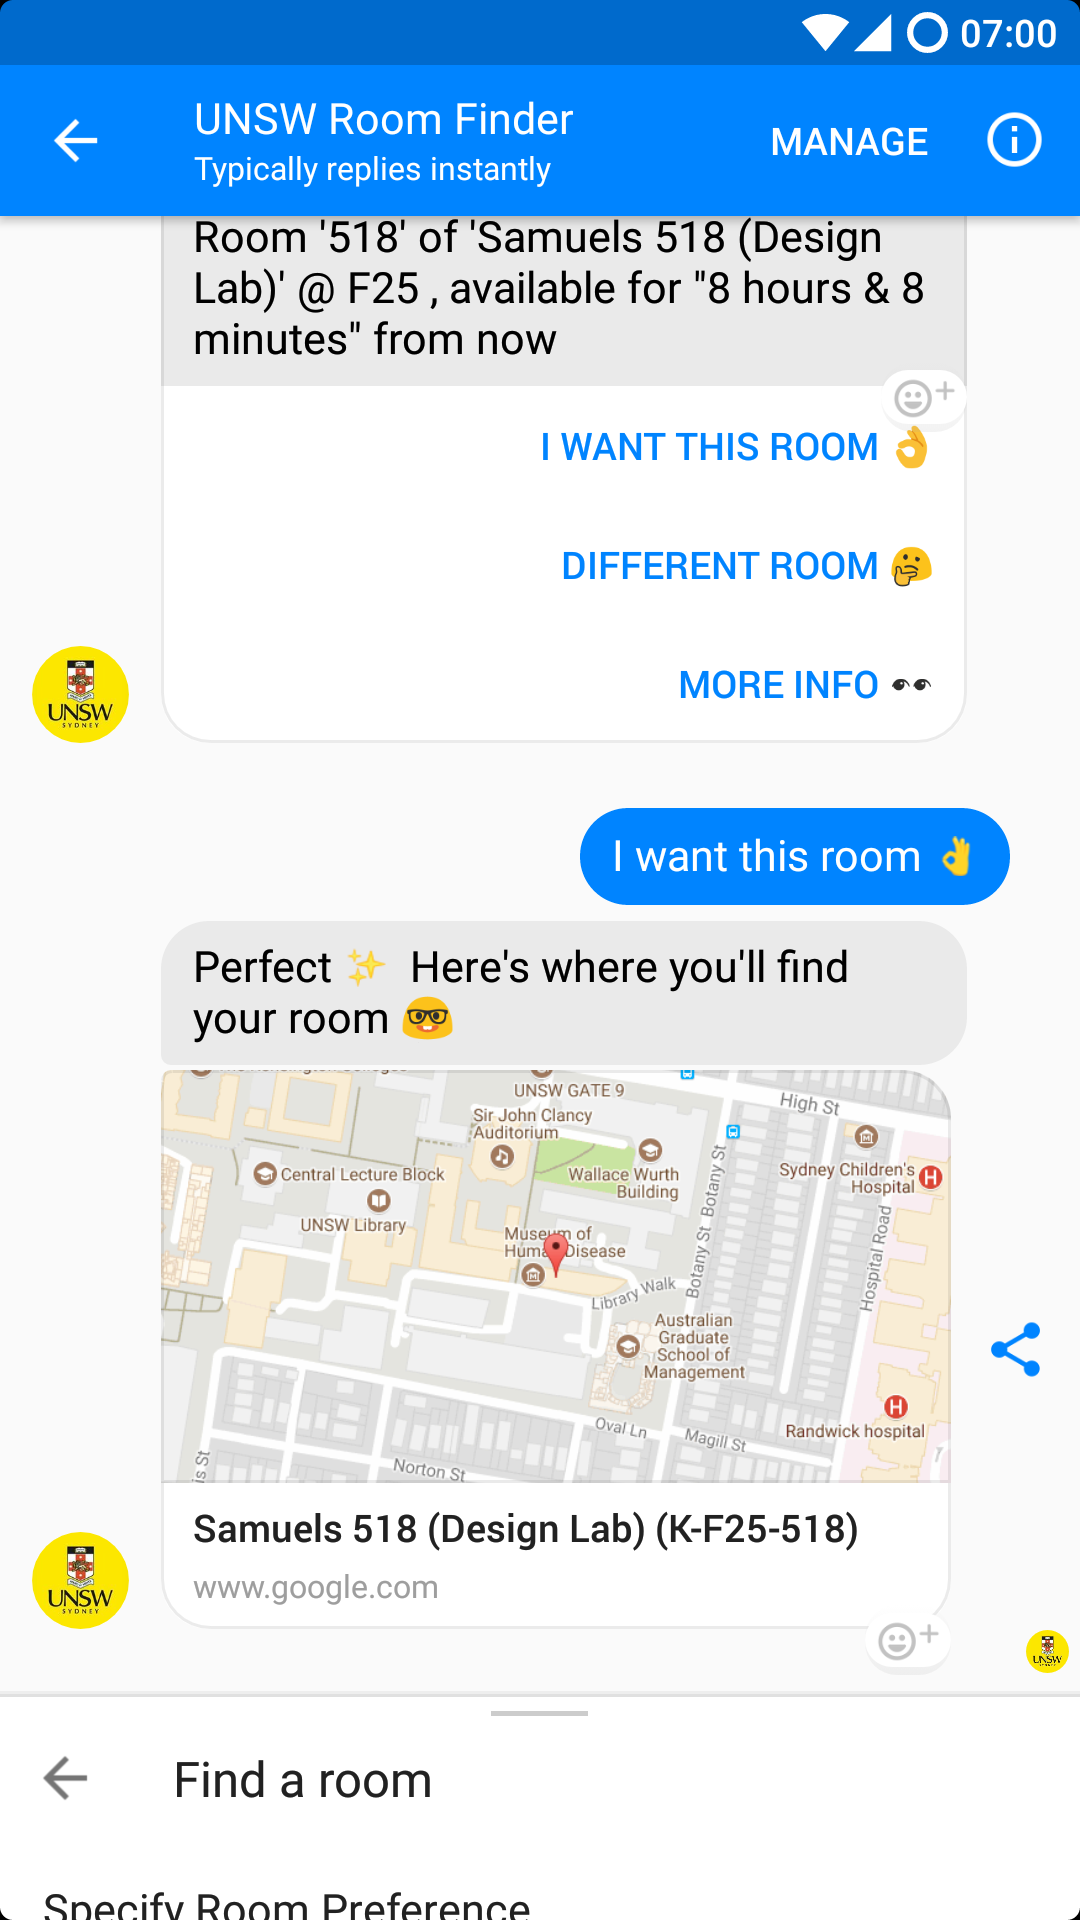 07:00
UNSW Room Finder
Typically replies instantly
MANAGE
Room '518' of 'Samuels 518 (Design
Lab)' @ F25 , available for "8 hours & 8
minutes" from now
I WANT THIS ROOM 👌
DIFFERENT ROOM 🤔
MORE INFO 👀
UNSW
SYDNEY
I want this room 👌
Perfect ✨ Here's where you'll find
your room 🤓
UNSW GATE 9
High St
Sir John Clancy
Auditorium
Central Lecture Block
Wallace Wurth
Building
Botany St
Sydney Children's
Hospital
H
UNSW Library
Museum of
Human Disease
Botany St
Hospital Road
Library Walk
Australian
Graduate
School of
Management
H
Randwick hospital
Oval Ln
Magill St
Norton St
is St
Samuels 518 (Design Lab) (K-F25-518)
www.google.com
UNSW
SYDNEY
UNSW
Find a room
Specify Room Preference